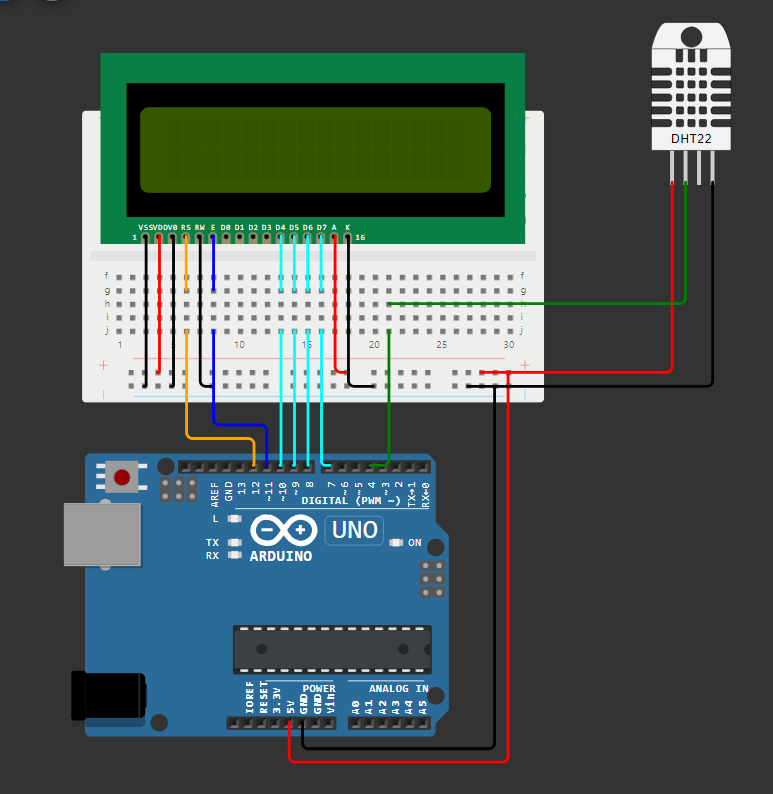 DHT22
VSS VDD V0 RS RW E D0 D1 D2 D3 D4 D5 D6 D7 A K
1 16
f f
g g
h h
i i
j j
1 5 10 15 20 25 30
+ +
| |
AREF GND 13 12 ~11 ~10 ~9 8 7 ~6 ~5 4 ~3 2 TX→1 RX←0
DIGITAL (PWM ~)
L
UNO
TX ON
RX ARDUINO
POWER ANALOG IN
IOREF RESET 3.3V 5V GND GND Vin A0 A1 A2 A3 A4 A5